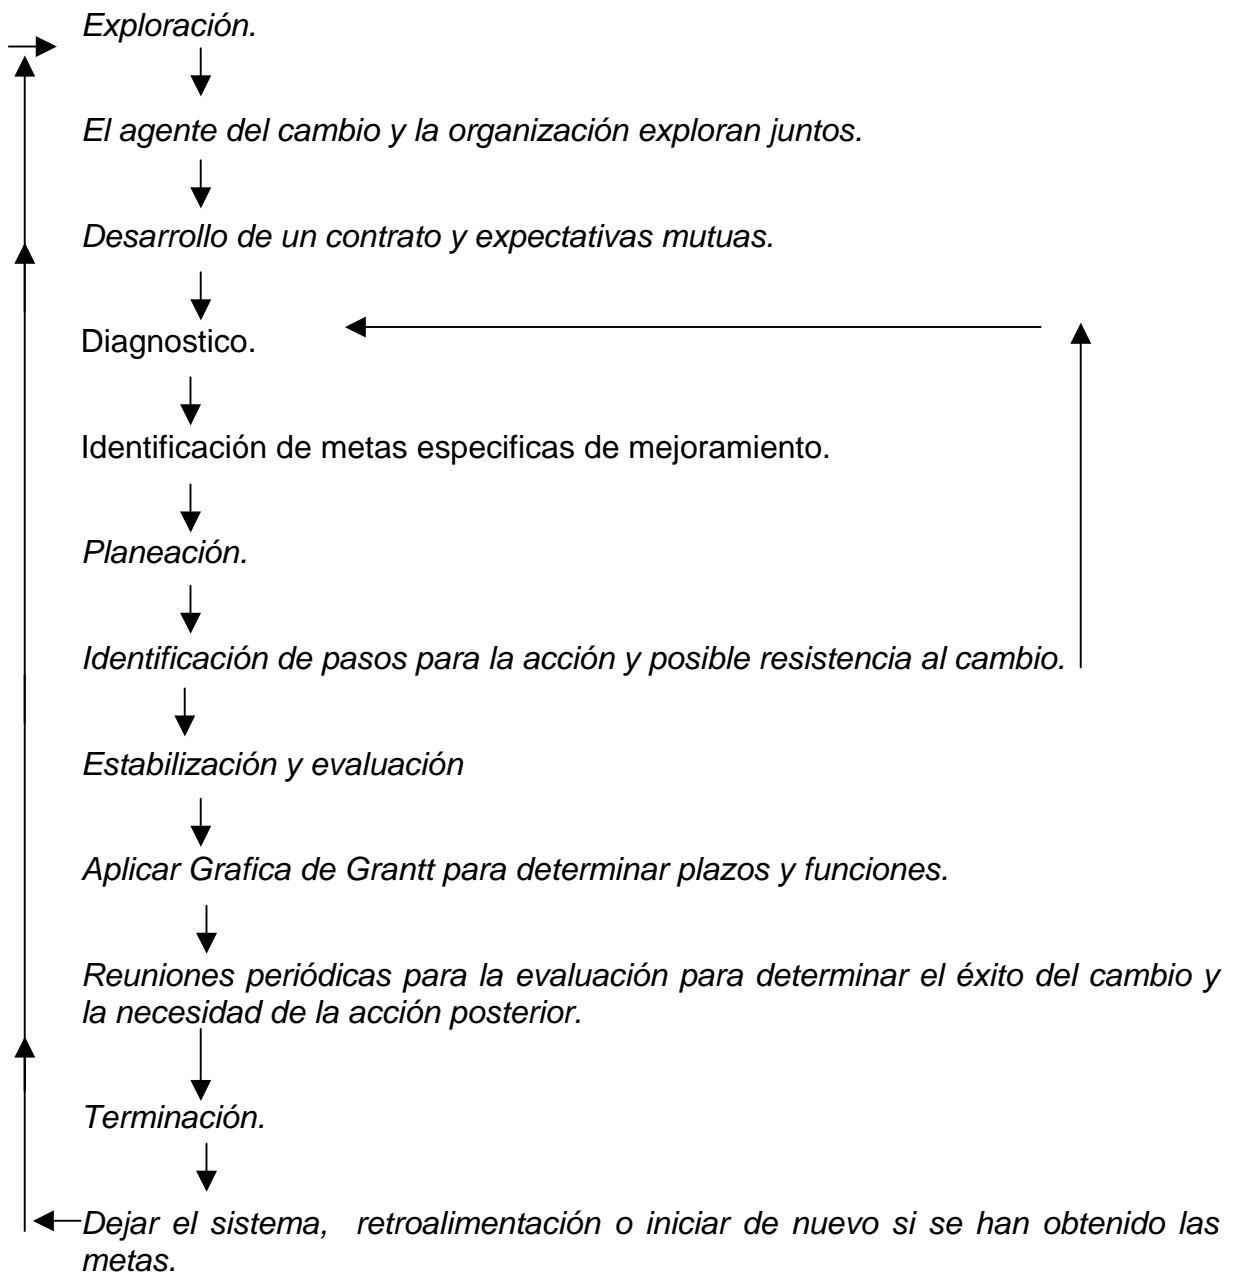 Exploración.
El agente del cambio y la organización exploran juntos.
Desarrollo de un contrato y expectativas mutuas.
Diagnostico.
Identificación de metas especificas de mejoramiento.
Planeación.
Identificación de pasos para la acción y posible resistencia al cambio.
Estabilización y evaluación
Aplicar Grafica de Grantt para determinar plazos y funciones.
Reuniones periódicas para la evaluación para determinar el éxito del cambio y
la necesidad de la acción posterior.
Terminación.
Dejar el sistema, retroalimentación o iniciar de nuevo si se han obtenido las
metas.